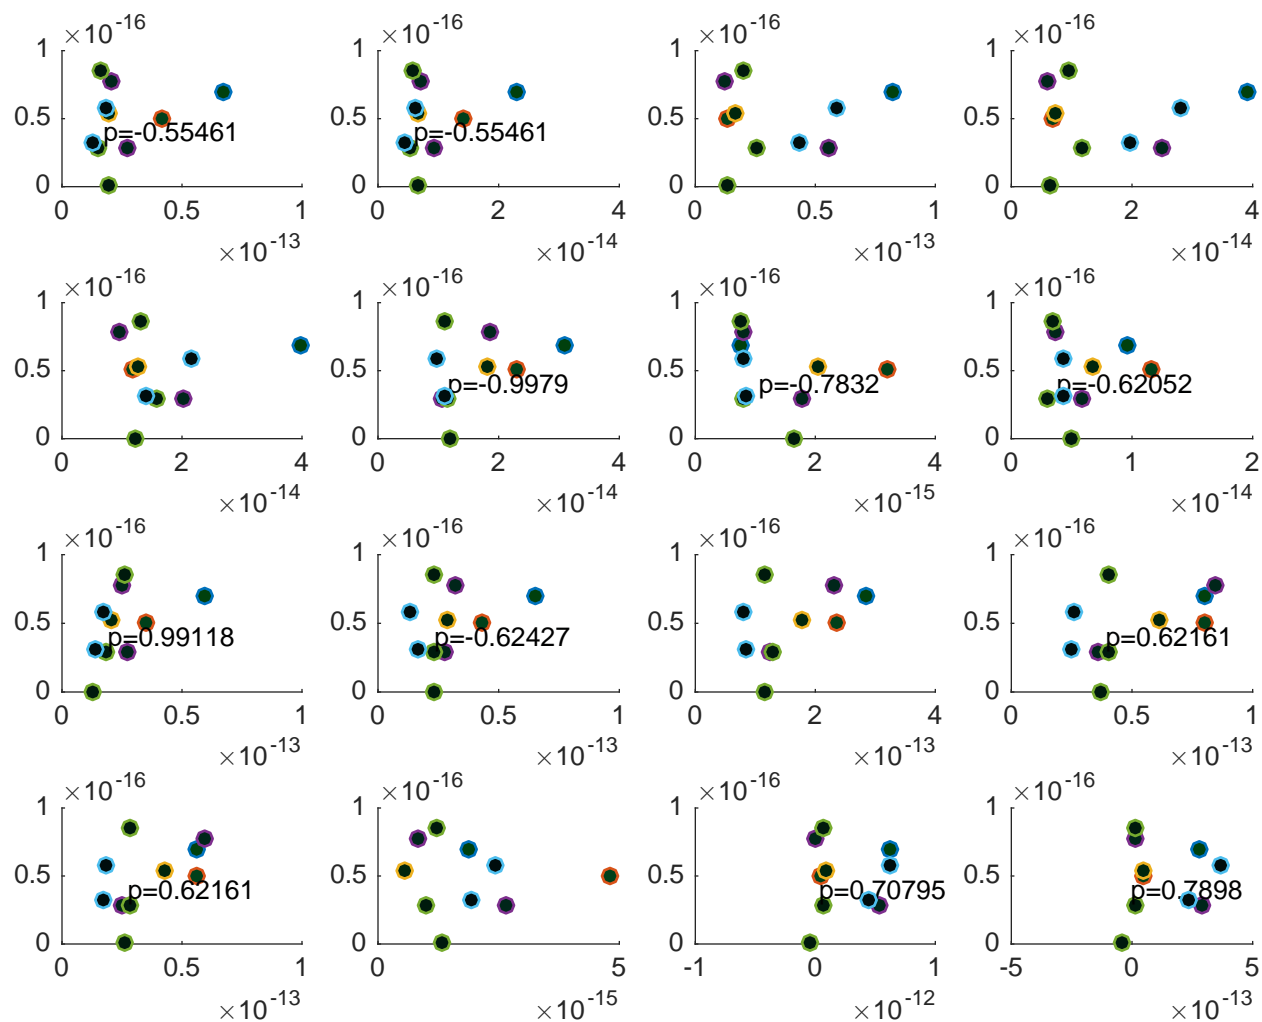 ×10-16 ×10-16 ×10-16 ×10-16
1 1 1 1
0.5 p=-0.55461 0.5 p=-0.55461 0.5 0.5
0 0 0 0
0 0.5 1 0 2 4 0 0.5 1 0 2 4
×10-13 ×10-14 ×10-13 ×10-14
×10-16 ×10-16 ×10-16 ×10-16
1 1 1 1
0.5 0.5 p=-0.9979 0.5 p=-0.7832 0.5 p=-0.62052
0 0 0 0
0 2 4 0 2 4 0 2 4 0 1 2
×10-14 ×10-14 ×10-15 ×10-14
×10-16 ×10-16 ×10-16 ×10-16
1 1 1 1
0.5 p=0.99118 0.5 p=-0.62427 0.5 0.5 p=0.62161
0 0 0 0
0 0.5 1 0 0.5 1 0 2 4 0 0.5 1
×10-13 ×10-13 ×10-13 ×10-13
×10-16 ×10-16 ×10-16 ×10-16
1 1 1 1
0.5 p=0.62161 0.5 0.5 p=0.70795 0.5 p=0.7898
0 0 0 0
0 0.5 1 0 5 -1 0 1 -5 0 5
×10-13 ×10-15 ×10-12 ×10-13